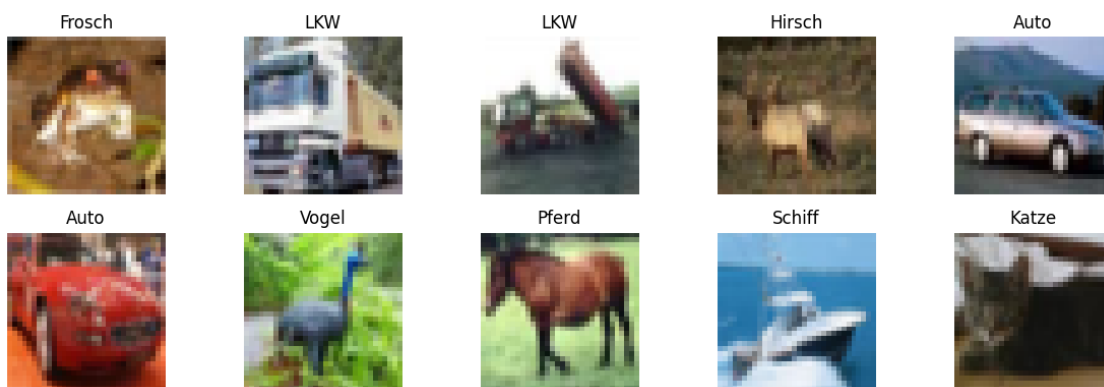 Frosch LKW LKW Hirsch Auto
Auto Vogel Pferd Schiff Katze